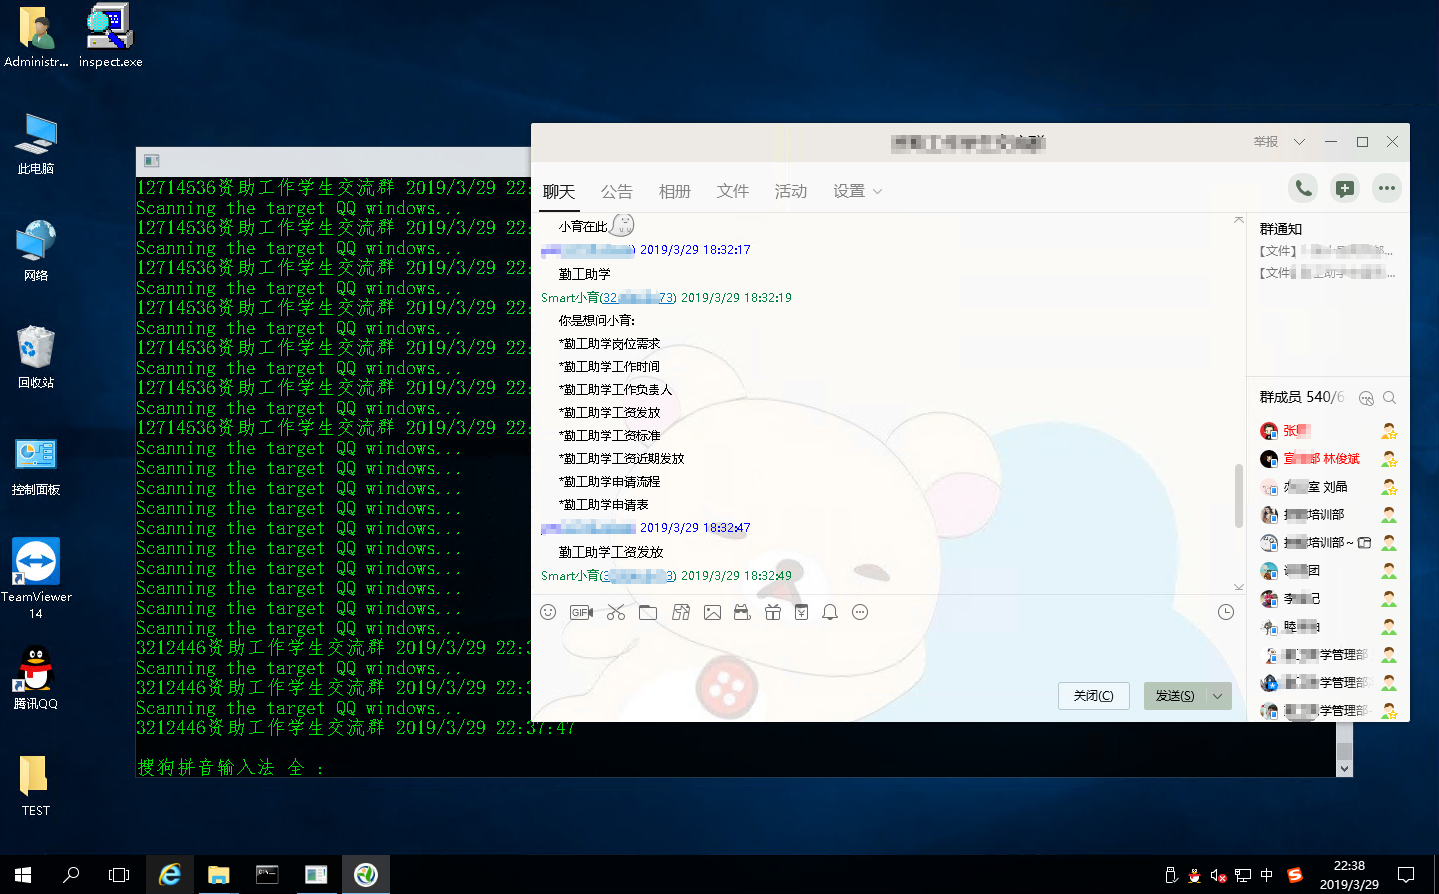 Administr...
inspect.exe
此电脑
网络
回收站
控制面板
TeamViewer
14
腾讯QQ
TEST
12714536资助工作学生交流群 2019/3/29 22:
Scanning the target QQ windows...
12714536资助工作学生交流群 2019/3/29 22:
Scanning the target QQ windows...
12714536资助工作学生交流群 2019/3/29 22:
Scanning the target QQ windows...
12714536资助工作学生交流群 2019/3/29 22:
Scanning the target QQ windows...
12714536资助工作学生交流群 2019/3/29 22:
Scanning the target QQ windows...
12714536资助工作学生交流群 2019/3/29 22:
Scanning the target QQ windows...
12714536资助工作学生交流群 2019/3/29 22:
Scanning the target QQ windows...
Scanning the target QQ windows...
Scanning the target QQ windows...
Scanning the target QQ windows...
Scanning the target QQ windows...
Scanning the target QQ windows...
Scanning the target QQ windows...
Scanning the target QQ windows...
Scanning the target QQ windows...
Scanning the target QQ windows...
3212446资助工作学生交流群 2019/3/29 22:3
Scanning the target QQ windows...
3212446资助工作学生交流群 2019/3/29 22:3
Scanning the target QQ windows...
3212446资助工作学生交流群 2019/3/29 22:37:47
搜狗拼音输入法 全 :
举报
聊天 公告 相册 文件 活动 设置
小育在此
2019/3/29 18:32:17
勤工助学
Smart小育(32 73) 2019/3/29 18:32:19
你是想问小育:
*勤工助学岗位需求
*勤工助学工作时间
*勤工助学工作负责人
*勤工助学工资发放
*勤工助学工资标准
*勤工助学工资近期发放
*勤工助学申请流程
*勤工助学申请表
2019/3/29 18:32:47
勤工助学工资发放
Smart小育(3 3) 2019/3/29 18:32:49
GIF
关闭(C) 发送(S)
群通知
【文件】 部...
【文件 助学 ...
群成员 540/6
张
宣 部 林俊斌
办 室 刘晶
培训部
培训部~
团
李 记
睦
学管理部
学管理部
学管理部-
中
22:38
2019/3/29